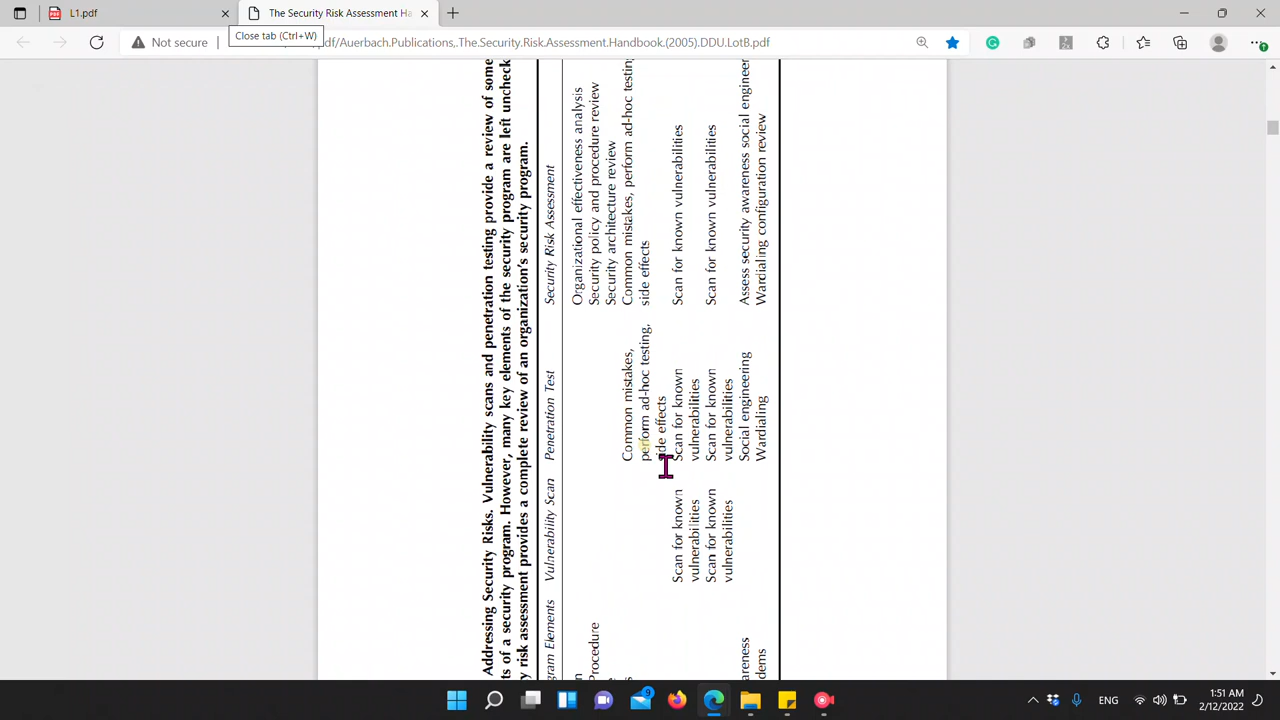 L1.pdf
The Security Risk Assessment Ha
Close tab (Ctrl+W)
Not secure
pdf/Auerbach.Publications,.The.Security.Risk.Assessment.Handbook.(2005).DDU.LotB.pdf
Addressing Security Risks. Vulnerability scans and penetration testing provide a review of some
of a security program. However, many key elements of the security program are left uncheck
risk assessment provides a complete review of an organization's security program.
Elements Vulnerability Scan Penetration Test Security Risk Assessment
Organizational effectiveness analysis
Procedure Security policy and procedure review
Security architecture review
Common mistakes, Common mistakes, perform ad-hoc testing
perform ad-hoc testing, side effects
side effects
Scan for known Scan for known Scan for known vulnerabilities
vulnerabilities vulnerabilities
Scan for known Scan for known Scan for known vulnerabilities
vulnerabilities vulnerabilities
Social engineering Assess security awareness social engineer
Wardialing Wardialing configuration review
9
ENG
1:51 AM
2/12/2022